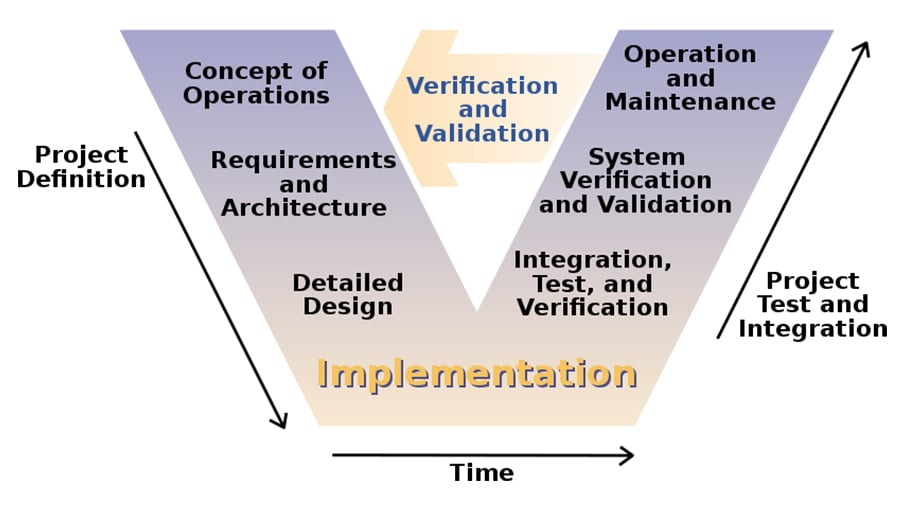 Concept of
Operations
Verification
and
Validation
Operation
and
Maintenance
Project
Definition
Requirements
and
Architecture
System
Verification
and Validation
Detailed
Design
Integration,
Test, and
Verification
Project
Test and
Integration
Implementation
Time